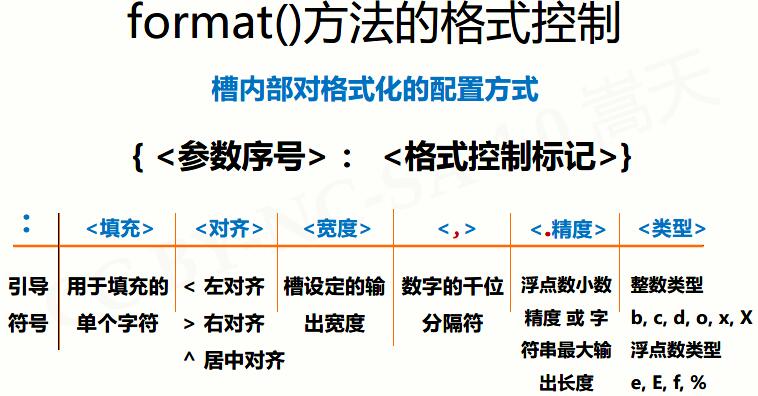 format()方法的格式控制
槽内部对格式化的配置方式
{ <参数序号> ： <格式控制标记>}
: <填充> <对齐> <宽度> <,> <.精度> <类型>
引导符号
用于填充的单个字符
< 左对齐
> 右对齐
^ 居中对齐
槽设定的输出宽度
数字的千位分隔符
浮点数小数
精度 或 字
符串最大输
出长度
整数类型
b, c, d, o, x, X
浮点数类型
e, E, f, %